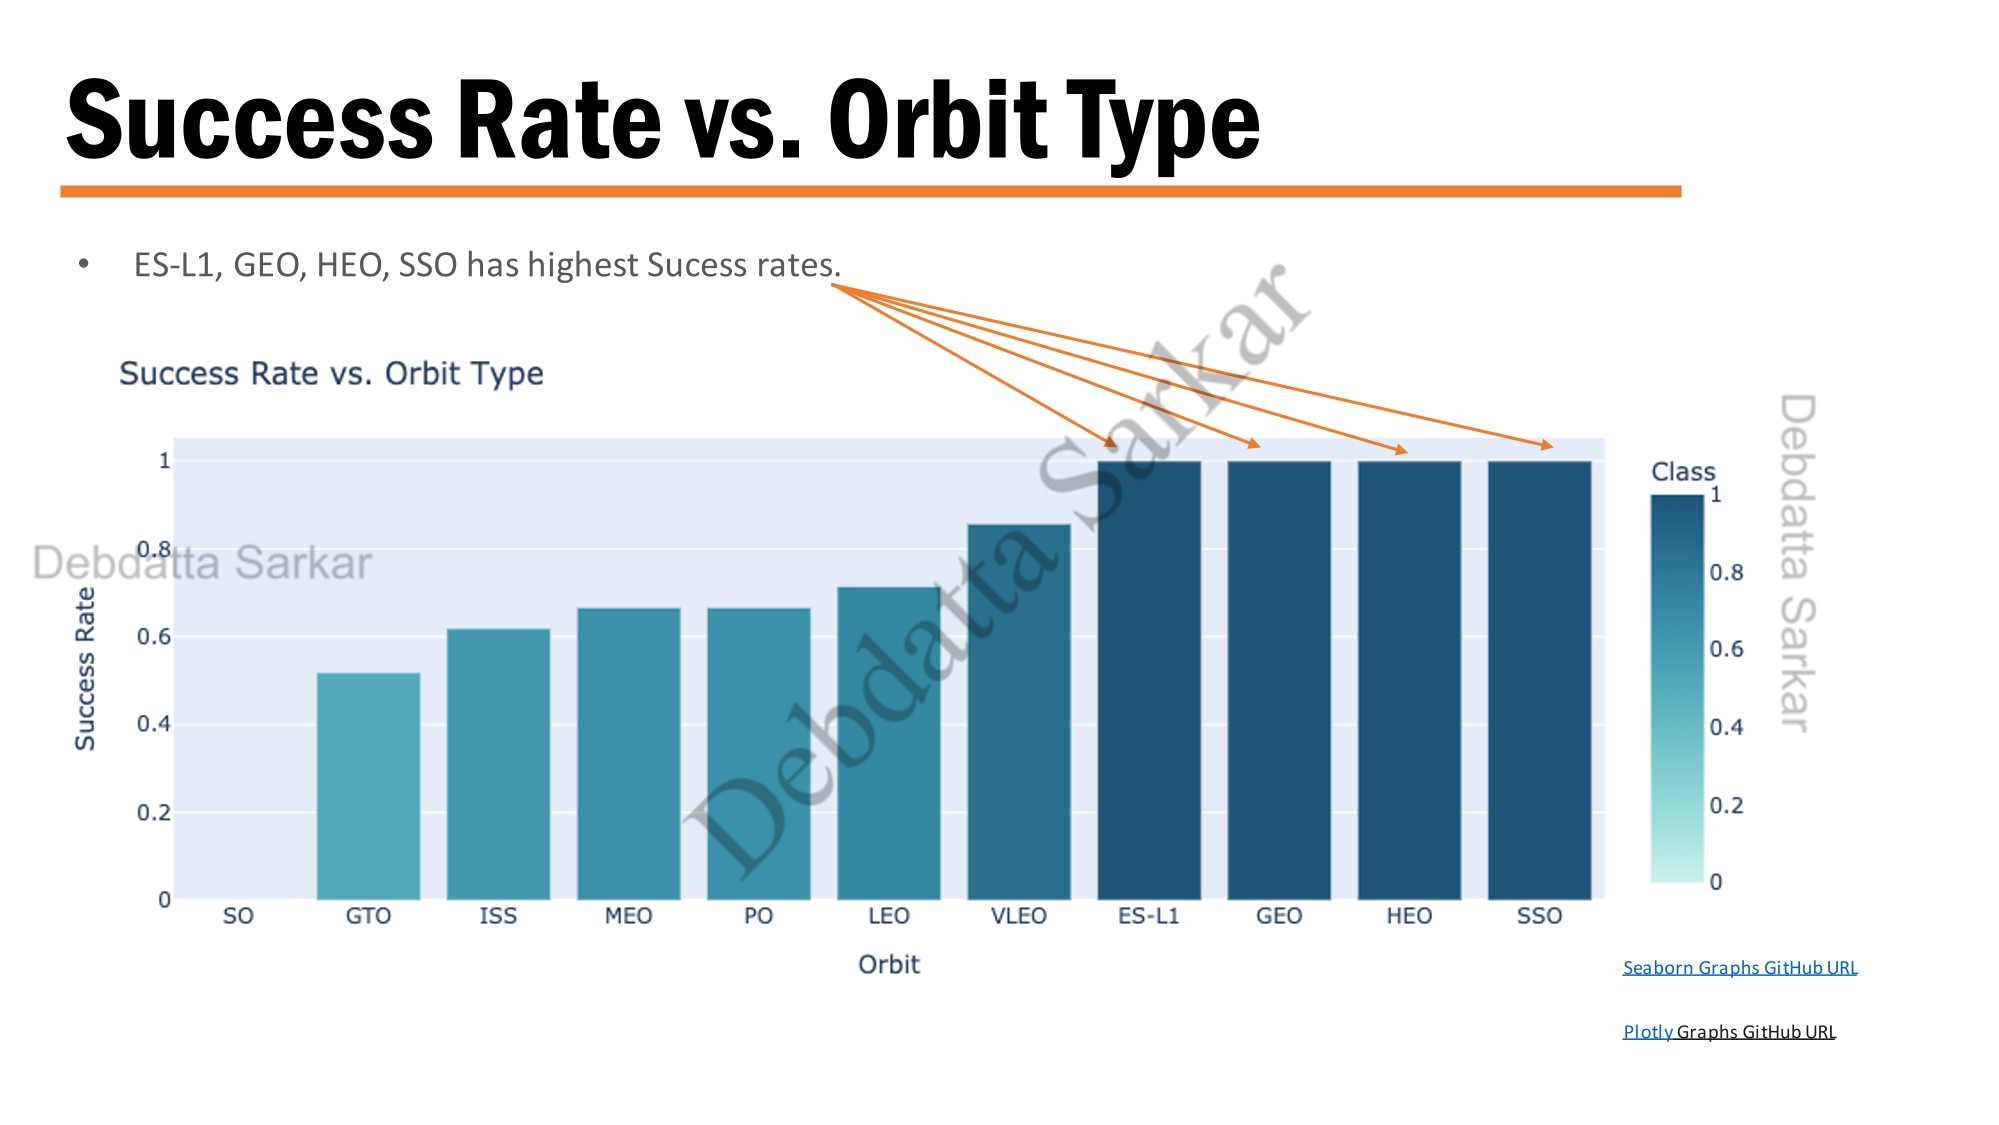 Success Rate vs. Orbit Type
• ES-L1, GEO, HEO, SSO has highest Sucess rates.
Success Rate vs. Orbit Type
1
0.8
0.6
0.4
0.2
0
Success Rate
SO GTO ISS MEO PO LEO VLEO ES-L1 GEO HEO SSO
Orbit
Class
1
0.8
0.6
0.4
0.2
0
Debdatta Sarkar
Debdatta Sarkar
Debdatta Sarkar
Seaborn Graphs GitHub URL
Plotly Graphs GitHub URL